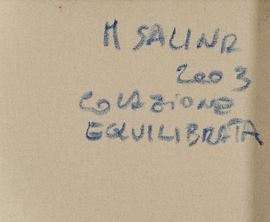 M SALINA
2003
COLAZIONE
EQUILIBRATA